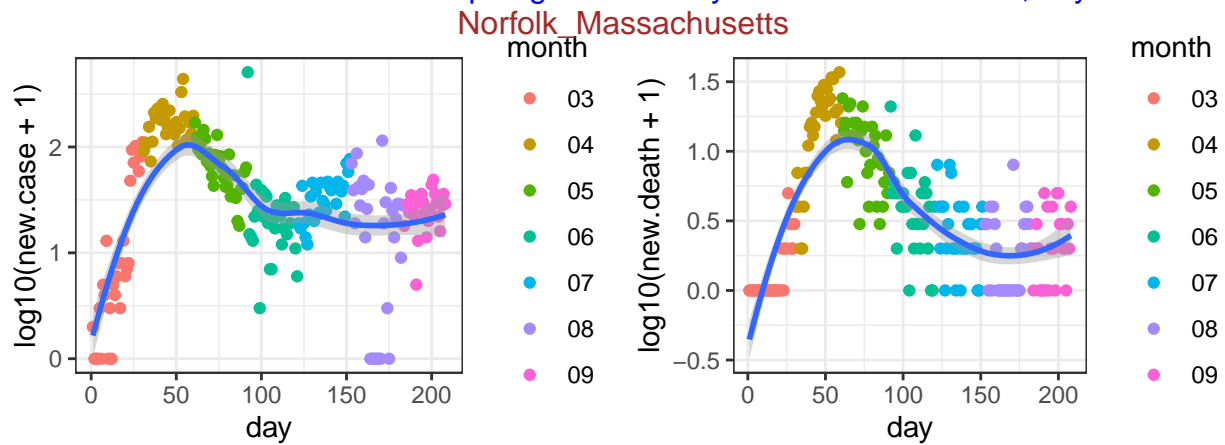 Norfolk_Massachusetts
log10(new.case + 1)
2
1
0
0 50 100 150 200
day
month
03
04
05
06
07
08
09
log10(new.death + 1)
1.5
1.0
0.5
0.0
−0.5
0 50 100 150 200
day
month
03
04
05
06
07
08
09